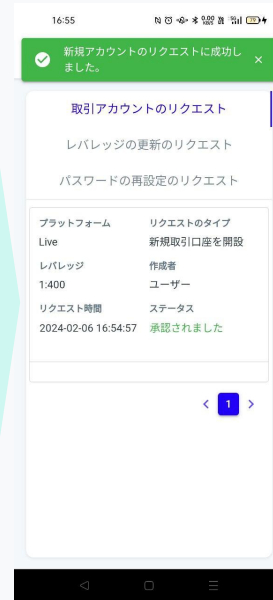 16:55
新規アカウントのリクエストに成功し
ました。
取引アカウントのリクエスト
レバレッジの更新のリクエスト
パスワードの再設定のリクエスト
プラットフォーム リクエストのタイプ
Live 新規取引口座を開設
レバレッジ 作成者
1:400 ユーザー
リクエスト時間 ステータス
2024-02-06 16:54:57 承認されました
1